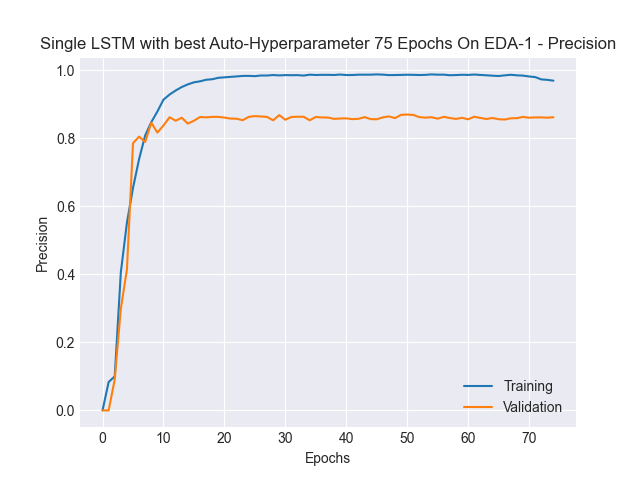 Single LSTM with best Auto-Hyperparameter 75 Epochs On EDA-1 - Precision
1.0
0.8
0.6
0.4
0.2
0.0
Precision
Training
Validation
0 10 20 30 40 50 60 70
Epochs